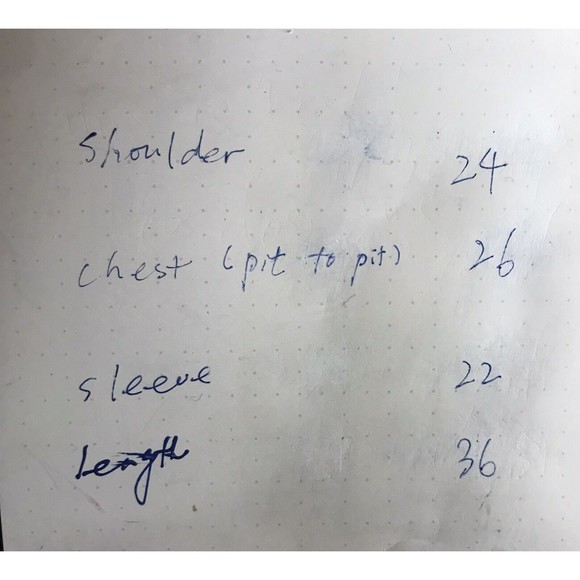 Shoulder 24
chest (pit to pit) 26
sleeve 22
Length 36